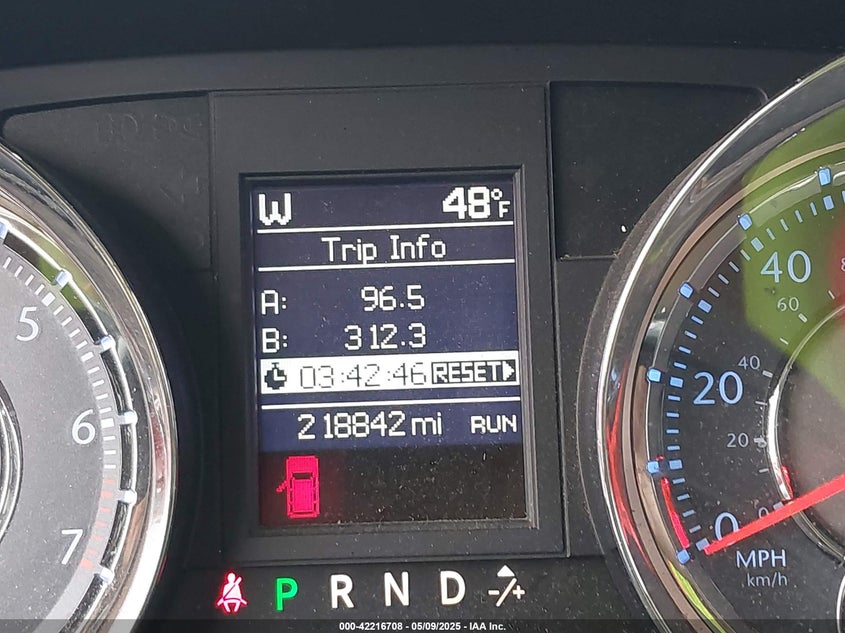 W 48°F
Trip Info
A: 96.5
B: 312.3
03:42:46 RESET
218842 mi RUN
5
6
7
40
20
0
60
40
20
0
MPH
km/h
P R N D -/+
000-42216708 - 05/09/2025 - IAA Inc.